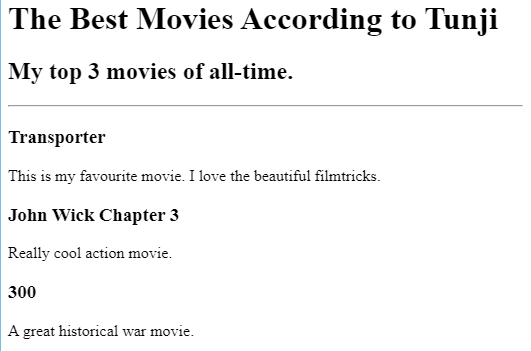 The Best Movies According to Tunji
My top 3 movies of all-time.
Transporter
This is my favourite movie. I love the beautiful filmtricks.
John Wick Chapter 3
Really cool action movie.
300
A great historical war movie.